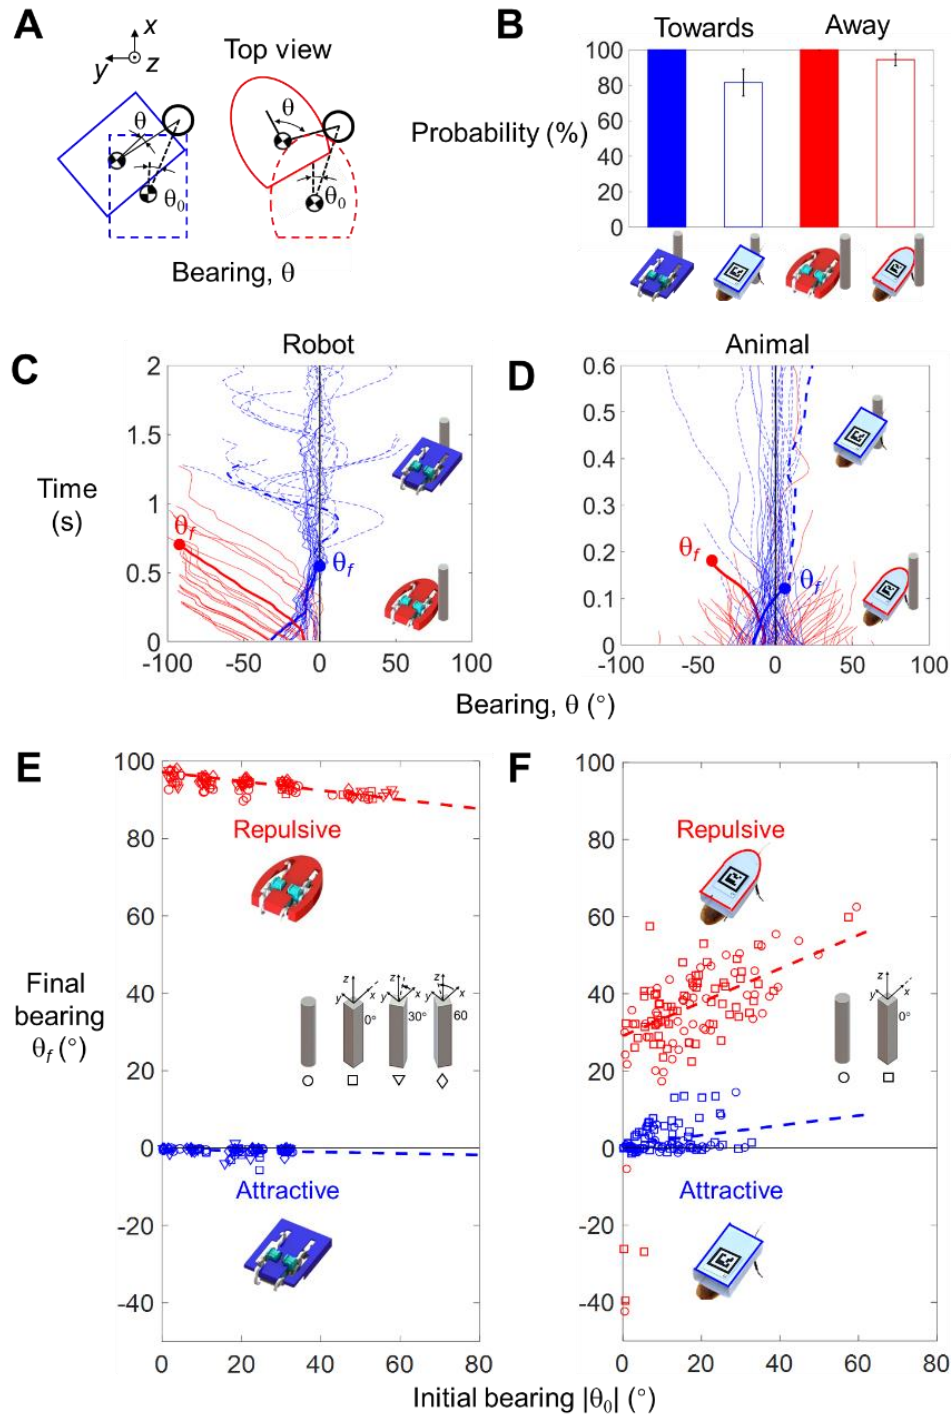 A
x
y
z
Top view
θ
θ
θ₀
θ₀
Bearing, θ
B
Towards
Away
Probability (%)
100
80
60
40
20
0
C
Robot
2
1.5
1
0.5
0
Time
(s)
θf
θf
-100
-50
0
50
100
D
Animal
0.6
0.5
0.4
0.3
0.2
0.1
0
θf
θf
-100
-50
0
50
100
Bearing, θ (°)
E
100
80
60
40
20
0
-20
-40
Repulsive
Final
bearing
θf (°)
z
y
x
0°
z
y
x
30°
z
y
x
60
Attractive
0
20
40
60
80
F
100
80
60
40
20
0
-20
-40
Repulsive
z
y
x
0°
Attractive
0
20
40
60
80
Initial bearing |θ₀| (°)